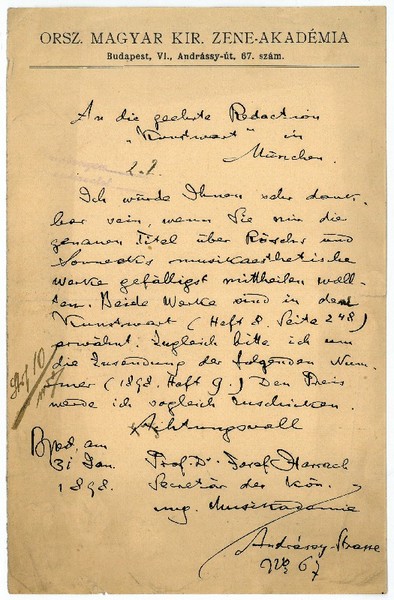 ORSZ. MAGYAR KIR. ZENE-AKADÉMIA
Budapest, VI., Andrássy-út, 67. szám.
An die geehrte Redaction
„Kunstwart" in
München.
Ich würde Ihnen sehr dank-
bar sein, wenn Sie mir die
genauen Titel über Röschs und
Sonnecks musikaesthetische
Werke gefälligst mittheilen woll-
ten. Beide Werke sind in dem
Kunstwart (Heft 8. Seite 248)
erwähnt. Zugleich bitte ich um
die Zusendung der folgenden Num-
mer (1898. Heft 9.) Den Preis
werde ich sogleich zuschicken.
Achtungsvoll
Bpest, am
31 Jan.
1898.
Prof. Dr. Josef Harrach
Secretär der kön.
ung. Musikakademie
Andrássy-Strasse
No 67